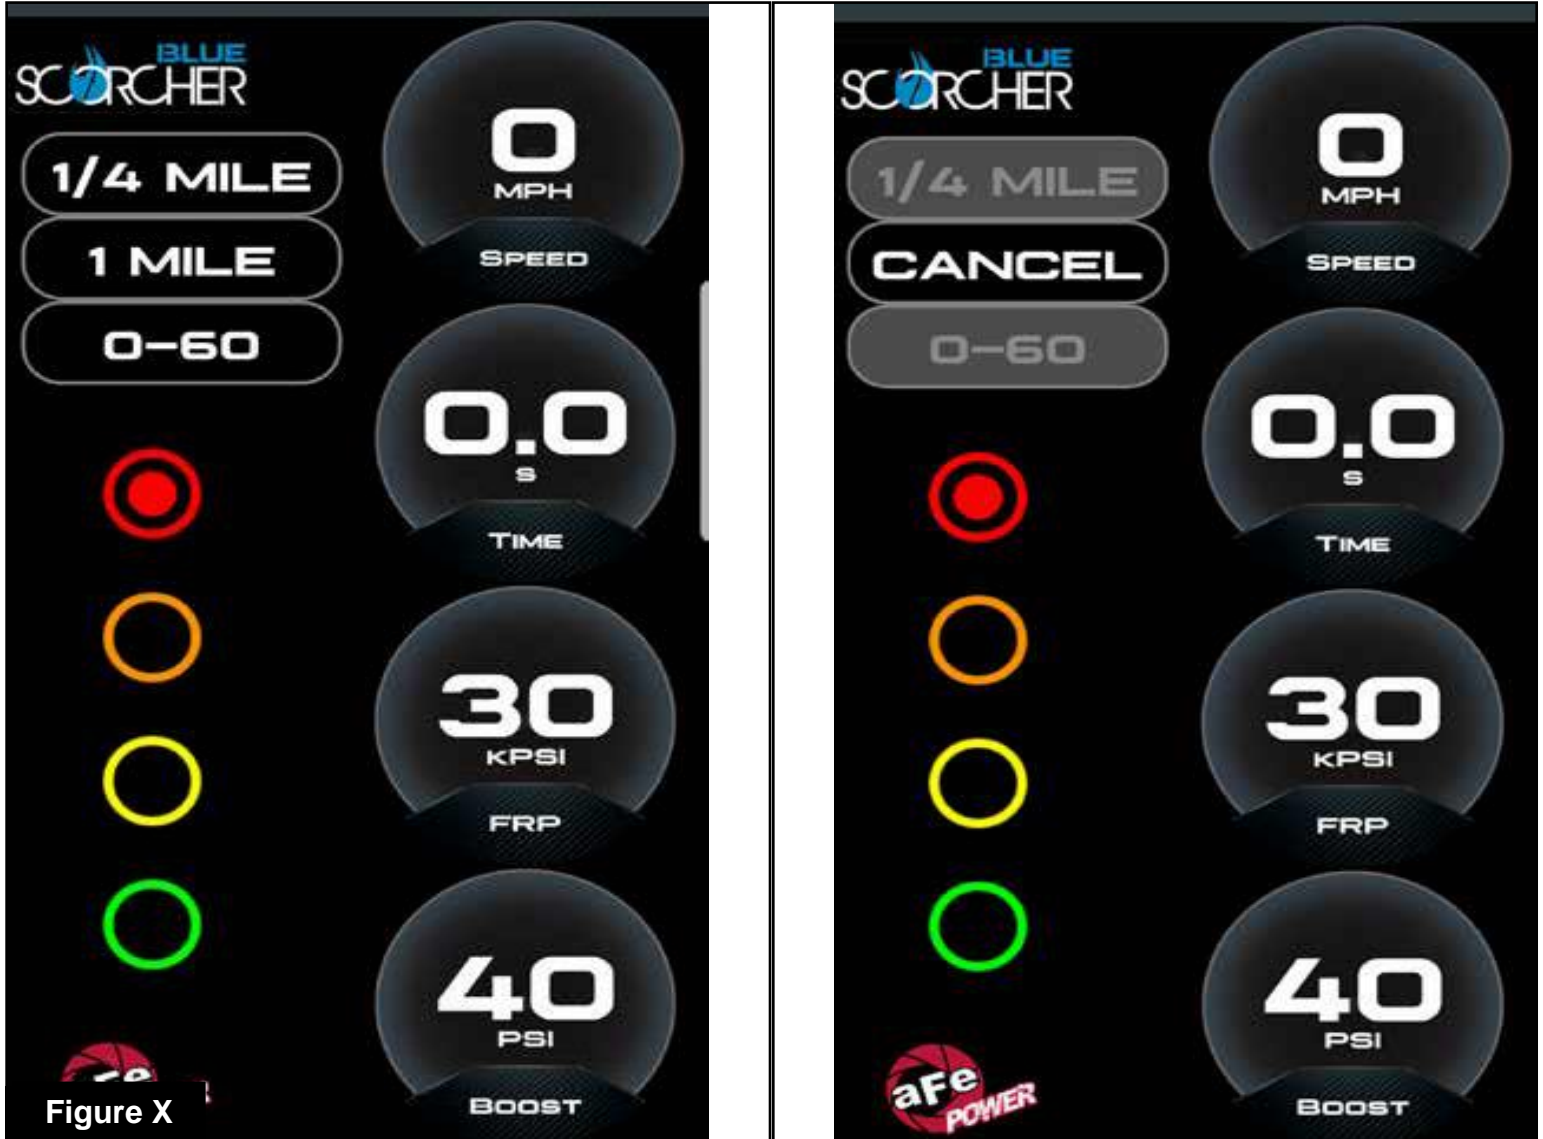 BLUE
SCORCHER
1/4 MILE
1 MILE
0-60
0
MPH
SPEED
0.0
S
TIME
30
KPSI
FRP
40
PSI
BOOST
aFe
Figure X
BLUE
SCORCHER
1/4 MILE
CANCEL
0-60
0
MPH
SPEED
0.0
S
TIME
30
KPSI
FRP
40
PSI
BOOST
aFe
POWER